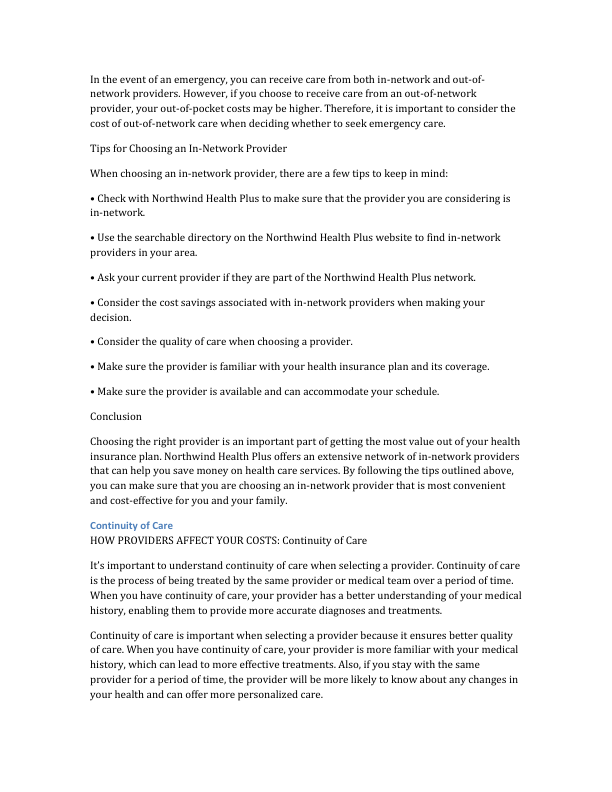 In the event of an emergency, you can receive care from both in-network and out-of-
network providers. However, if you choose to receive care from an out-of-network
provider, your out-of-pocket costs may be higher. Therefore, it is important to consider the
cost of out-of-network care when deciding whether to seek emergency care.
Tips for Choosing an In-Network Provider
When choosing an in-network provider, there are a few tips to keep in mind:
• Check with Northwind Health Plus to make sure that the provider you are considering is
in-network.
• Use the searchable directory on the Northwind Health Plus website to find in-network
providers in your area.
• Ask your current provider if they are part of the Northwind Health Plus network.
• Consider the cost savings associated with in-network providers when making your
decision.
• Consider the quality of care when choosing a provider.
• Make sure the provider is familiar with your health insurance plan and its coverage.
• Make sure the provider is available and can accommodate your schedule.
Conclusion
Choosing the right provider is an important part of getting the most value out of your health
insurance plan. Northwind Health Plus offers an extensive network of in-network providers
that can help you save money on health care services. By following the tips outlined above,
you can make sure that you are choosing an in-network provider that is most convenient
and cost-effective for you and your family.
Continuity of Care
HOW PROVIDERS AFFECT YOUR COSTS: Continuity of Care
It's important to understand continuity of care when selecting a provider. Continuity of care
is the process of being treated by the same provider or medical team over a period of time.
When you have continuity of care, your provider has a better understanding of your medical
history, enabling them to provide more accurate diagnoses and treatments.
Continuity of care is important when selecting a provider because it ensures better quality
of care. When you have continuity of care, your provider is more familiar with your medical
history, which can lead to more effective treatments. Also, if you stay with the same
provider for a period of time, the provider will be more likely to know about any changes in
your health and can offer more personalized care.